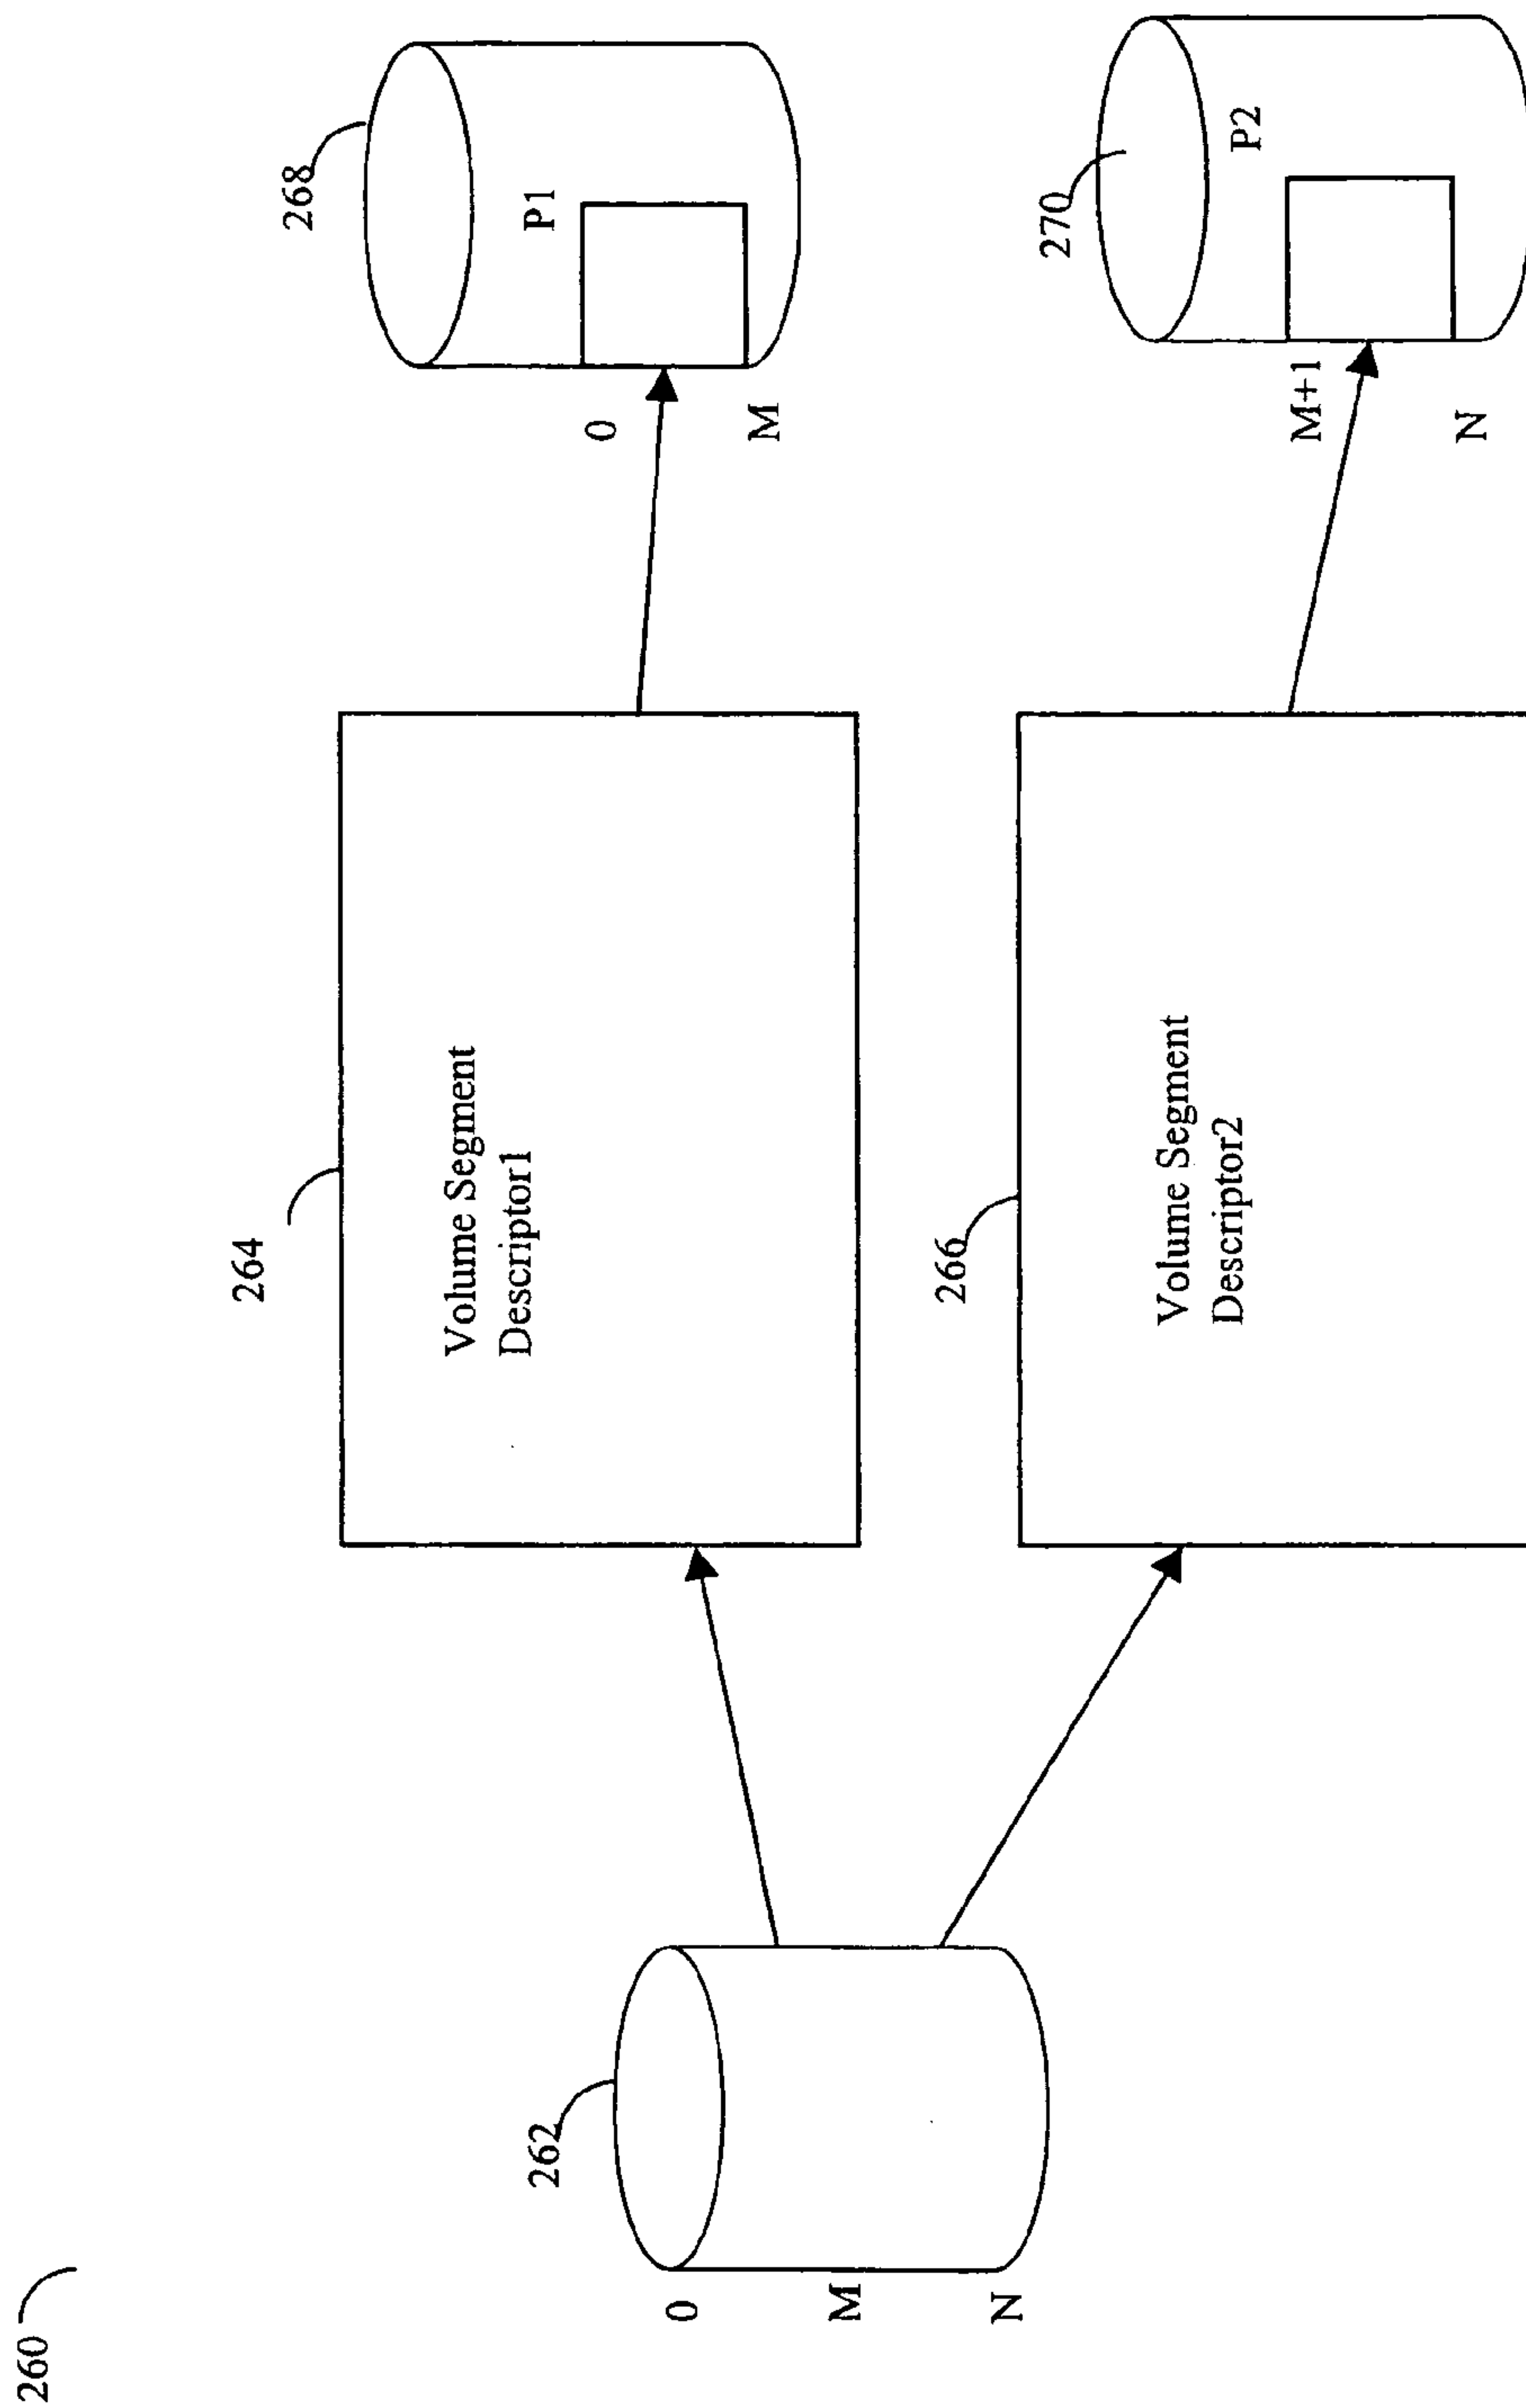 260
262
0
M
N
264
Volume Segment
Descriptor1
266
Volume Segment
Descriptor2
268
P1
0
M
270
P2
M+1
N